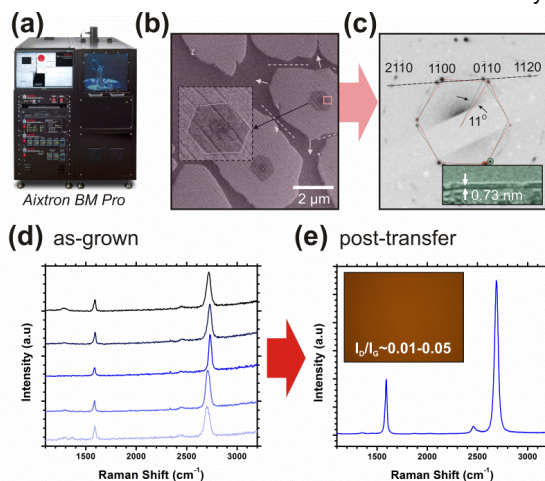 (a)
Aixtron BM Pro
(b)
2 μm
(c)
2110 1100 0110 1120
11°
0.73 nm
(d) as-grown
Intensity (a.u)
1500 2000 2500 3000
Raman Shift (cm-1)
(e) post-transfer
ID/IG~0.01-0.05
Intensity (a.u)
1500 2000 2500 3000
Raman Shift (cm-1)